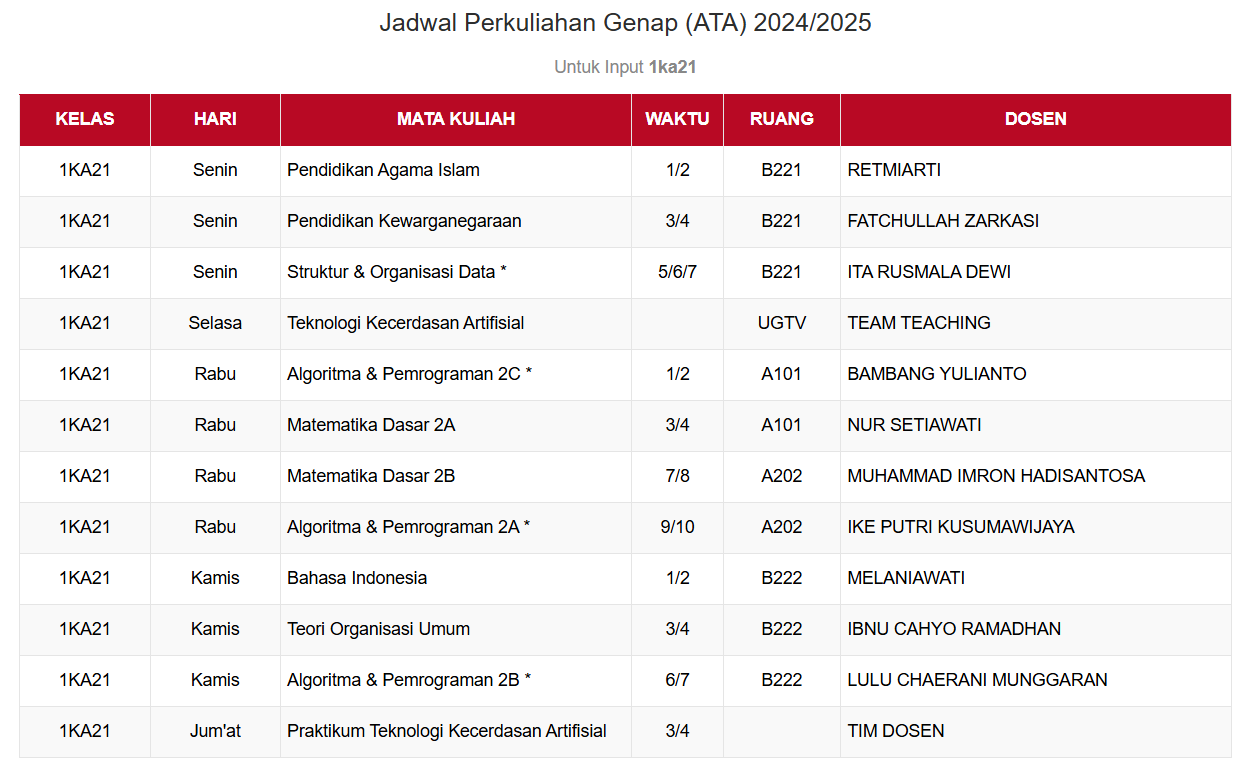 Jadwal Perkuliahan Genap (ATA) 2024/2025
Untuk Input 1ka21
KELAS HARI MATA KULIAH WAKTU RUANG DOSEN
1KA21 Senin Pendidikan Agama Islam 1/2 B221 RETMIARTI
1KA21 Senin Pendidikan Kewarganegaraan 3/4 B221 FATCHULLAH ZARKASI
1KA21 Senin Struktur & Organisasi Data * 5/6/7 B221 ITA RUSMALA DEWI
1KA21 Selasa Teknologi Kecerdasan Artifisial UGTV TEAM TEACHING
1KA21 Rabu Algoritma & Pemrograman 2C * 1/2 A101 BAMBANG YULIANTO
1KA21 Rabu Matematika Dasar 2A 3/4 A101 NUR SETIAWATI
1KA21 Rabu Matematika Dasar 2B 7/8 A202 MUHAMMAD IMRON HADISANTOSA
1KA21 Rabu Algoritma & Pemrograman 2A * 9/10 A202 IKE PUTRI KUSUMAWIJAYA
1KA21 Kamis Bahasa Indonesia 1/2 B222 MELANIAWATI
1KA21 Kamis Teori Organisasi Umum 3/4 B222 IBNU CAHYO RAMADHAN
1KA21 Kamis Algoritma & Pemrograman 2B * 6/7 B222 LULU CHAERANI MUNGGARAN
1KA21 Jum'at Praktikum Teknologi Kecerdasan Artifisial 3/4 TIM DOSEN